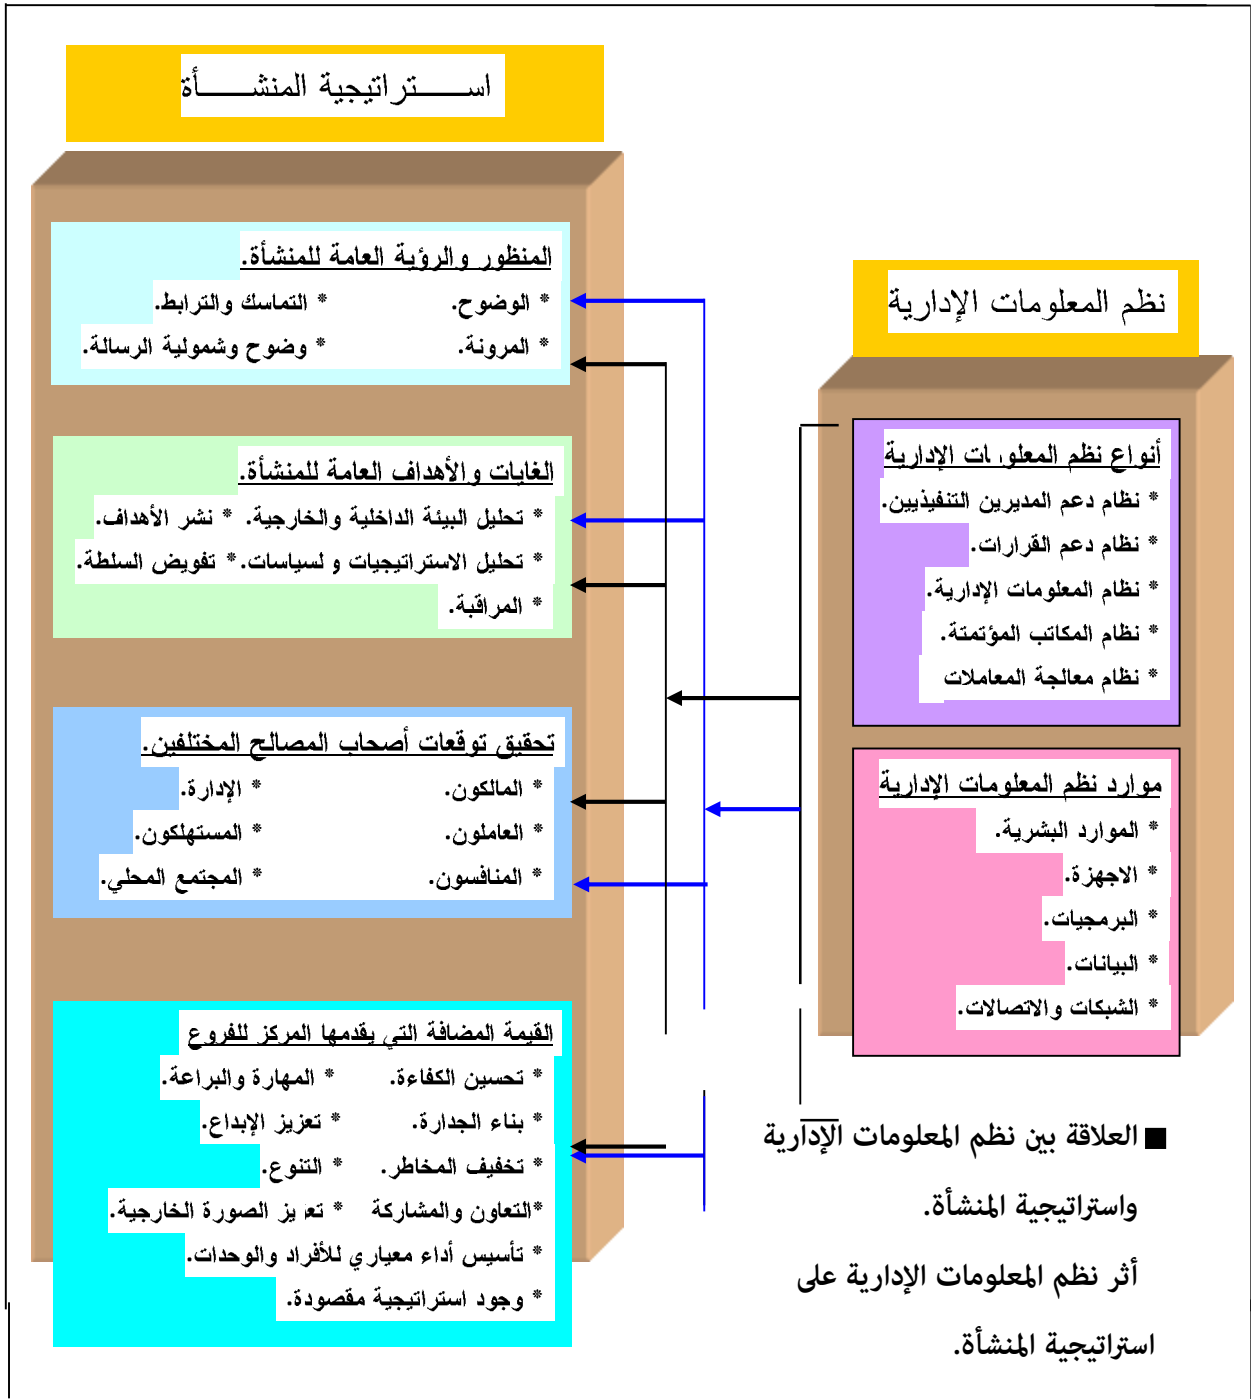 استراتيجية المنشأة
المنظور والرؤية العامة للمنشأة.
* الوضوح. * التماسك والترابط.
* المرونة. * وضوح وشمولية الرسالة.
الغايات والأهداف العامة للمنشأة.
* تحليل البيئة الداخلية والخارجية. * نشر الأهداف.
* تحليل الاستراتيجيات و لسياسات. * تفويض السلطة.
* المراقبة.
تحقيق توقعات أصحاب المصالح المختلفين.
* المالكون. * الإدارة.
* العاملون. * المستهلكون.
* المنافسون. * المجتمع المحلي.
القيمة المضافة التي يقدمها المركز للفروع
* تحسين الكفاءة. * المهارة والبراعة.
* بناء الجدارة. * تعزيز الإبداع.
* تخفيف المخاطر. * التنوع.
*التعاون والمشاركة * تعزيز الصورة الخارجية.
* تأسيس أداء معياري للأفراد والوحدات.
* وجود استراتيجية مقصودة.
نظم المعلومات الإدارية
أنواع نظم المعلومات الإدارية
* نظام دعم المديرين التنفيذيين.
* نظام دعم القرارات.
* نظام المعلومات الإدارية.
* نظام المكاتب المؤتمتة.
* نظام معالجة المعاملات
موارد نظم المعلومات الإدارية
* الموارد البشرية.
* الاجهزة.
* البرمجيات.
* البيانات.
* الشبكات والاتصالات.
■ العلاقة بين نظم المعلومات الإدارية
واستراتيجية المنشأة.
أثر نظم المعلومات الإدارية على
استراتيجية المنشأة.